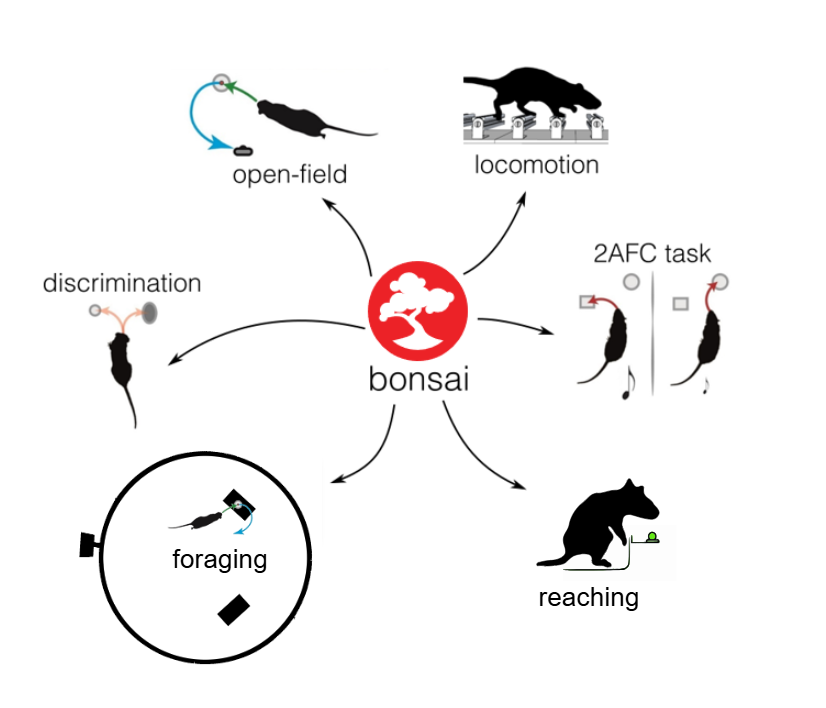 open-field
locomotion
2AFC task
discrimination
bonsai
foraging
reaching